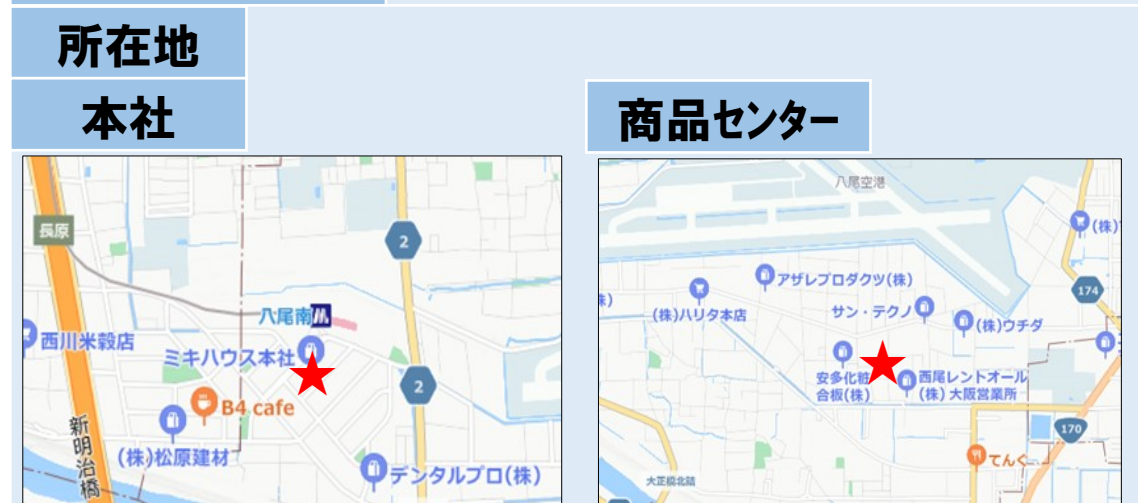 所在地
本社
商品センター
長原
2
八尾南
西川米穀店
ミキハウス本社
B4 cafe
2
(株)松原建材
新明治橋
デンタルプロ(株)
八尾空港
(株)
アザレプロダクツ(株)
174
(株)ハリタ本店
サン・テクノ
(株)ウチダ
安多化粧
合板(株)
西尾レントオール
(株)大阪営業所
170
てんぐ
大正橋北詰